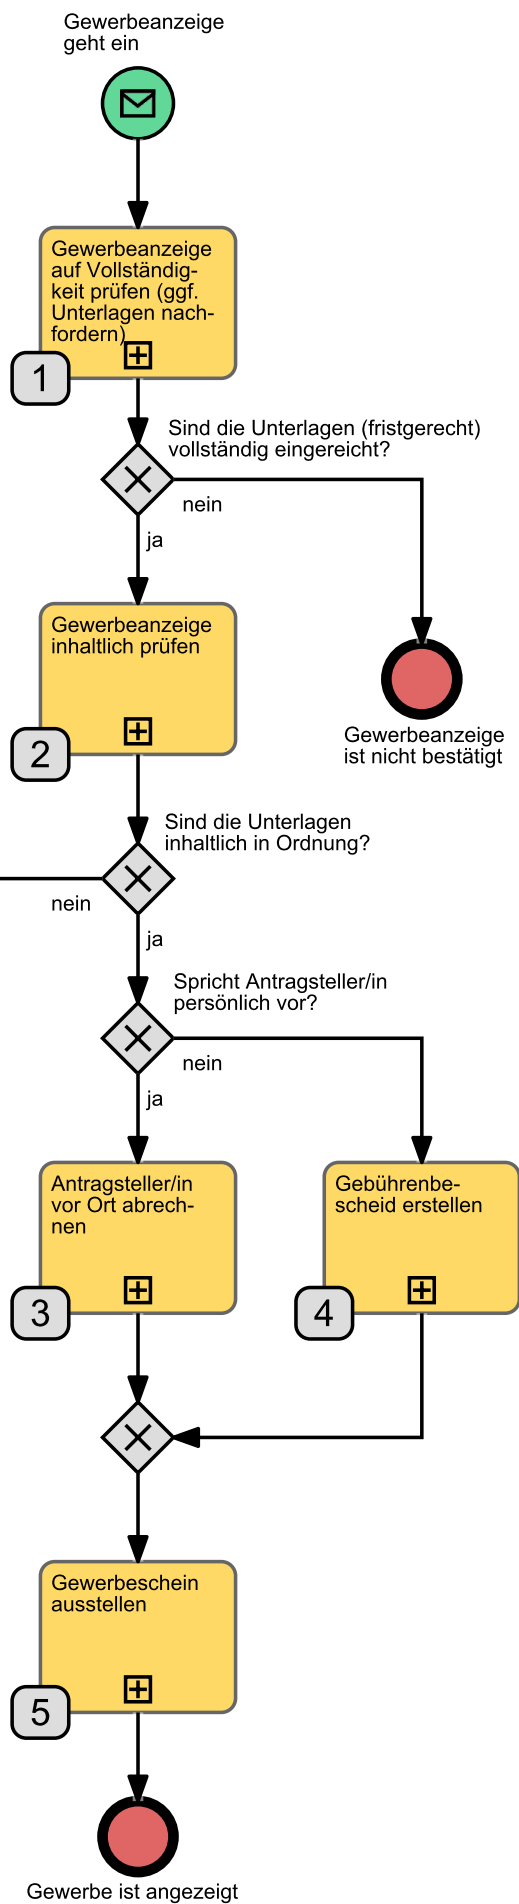 Gewerbeanzeige
geht ein
Gewerbeanzeige
auf Vollständig-
keit prüfen (ggf.
Unterlagen nach-
fordern)
1
Sind die Unterlagen (fristgerecht)
vollständig eingereicht?
nein
ja
Gewerbeanzeige
inhaltlich prüfen
2
Gewerbeanzeige
ist nicht bestätigt
Sind die Unterlagen
inhaltlich in Ordnung?
nein
ja
Spricht Antragsteller/in
persönlich vor?
nein
ja
Antragsteller/in
vor Ort abrech-
nen
3
Gebührenbe-
scheid erstellen
4
Gewerbeschein
ausstellen
5
Gewerbe ist angezeigt